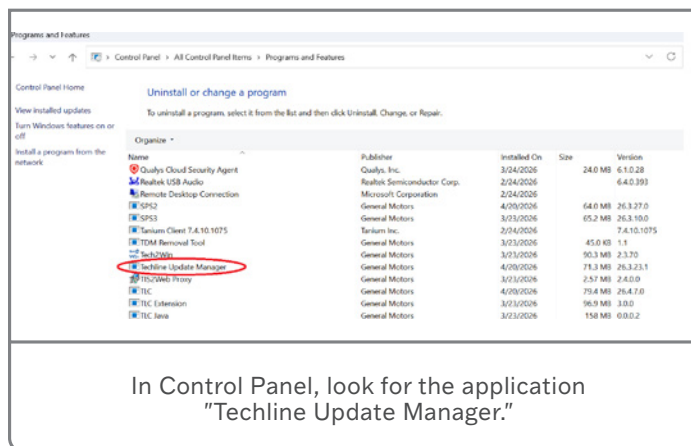 Programs and Features
Control Panel > All Control Panel Items > Programs and Features
Control Panel Home
Uninstall or change a program
View installed updates
To uninstall a program, select it from the list and then click Uninstall, Change, or Repair.
Turn Windows features on or
off
Organize
Install a program from the
network
Name Publisher Installed On Size Version
Qualys Cloud Security Agent Qualys, Inc. 3/24/2026 24.0 MB 6.1.0.28
Realtek USB Audio Realtek Semiconductor Corp. 2/24/2026 6.4.0.393
Remote Desktop Connection Microsoft Corporation 2/24/2026
SPS2 General Motors 4/20/2026 64.0 MB 26.3.27.0
SPS3 General Motors 3/23/2026 65.2 MB 26.3.10.0
Tanium Client 7.4.10.1075 Tanium Inc. 2/24/2026 7.4.10.1075
TDM Removal Tool General Motors 3/23/2026 45.0 KB 1.1
Tech2Win General Motors 3/23/2026 90.3 MB 2.3.70
Techline Update Manager General Motors 4/20/2026 71.3 MB 26.3.23.1
TIS2Web Proxy General Motors 3/23/2026 2.57 MB 2.4.0.0
TLC General Motors 4/20/2026 79.4 MB 26.4.7.0
TLC Extension General Motors 3/23/2026 96.9 MB 3.0.0
TLC Java General Motors 3/23/2026 158 MB 0.0.0.2
In Control Panel, look for the application
"Techline Update Manager."